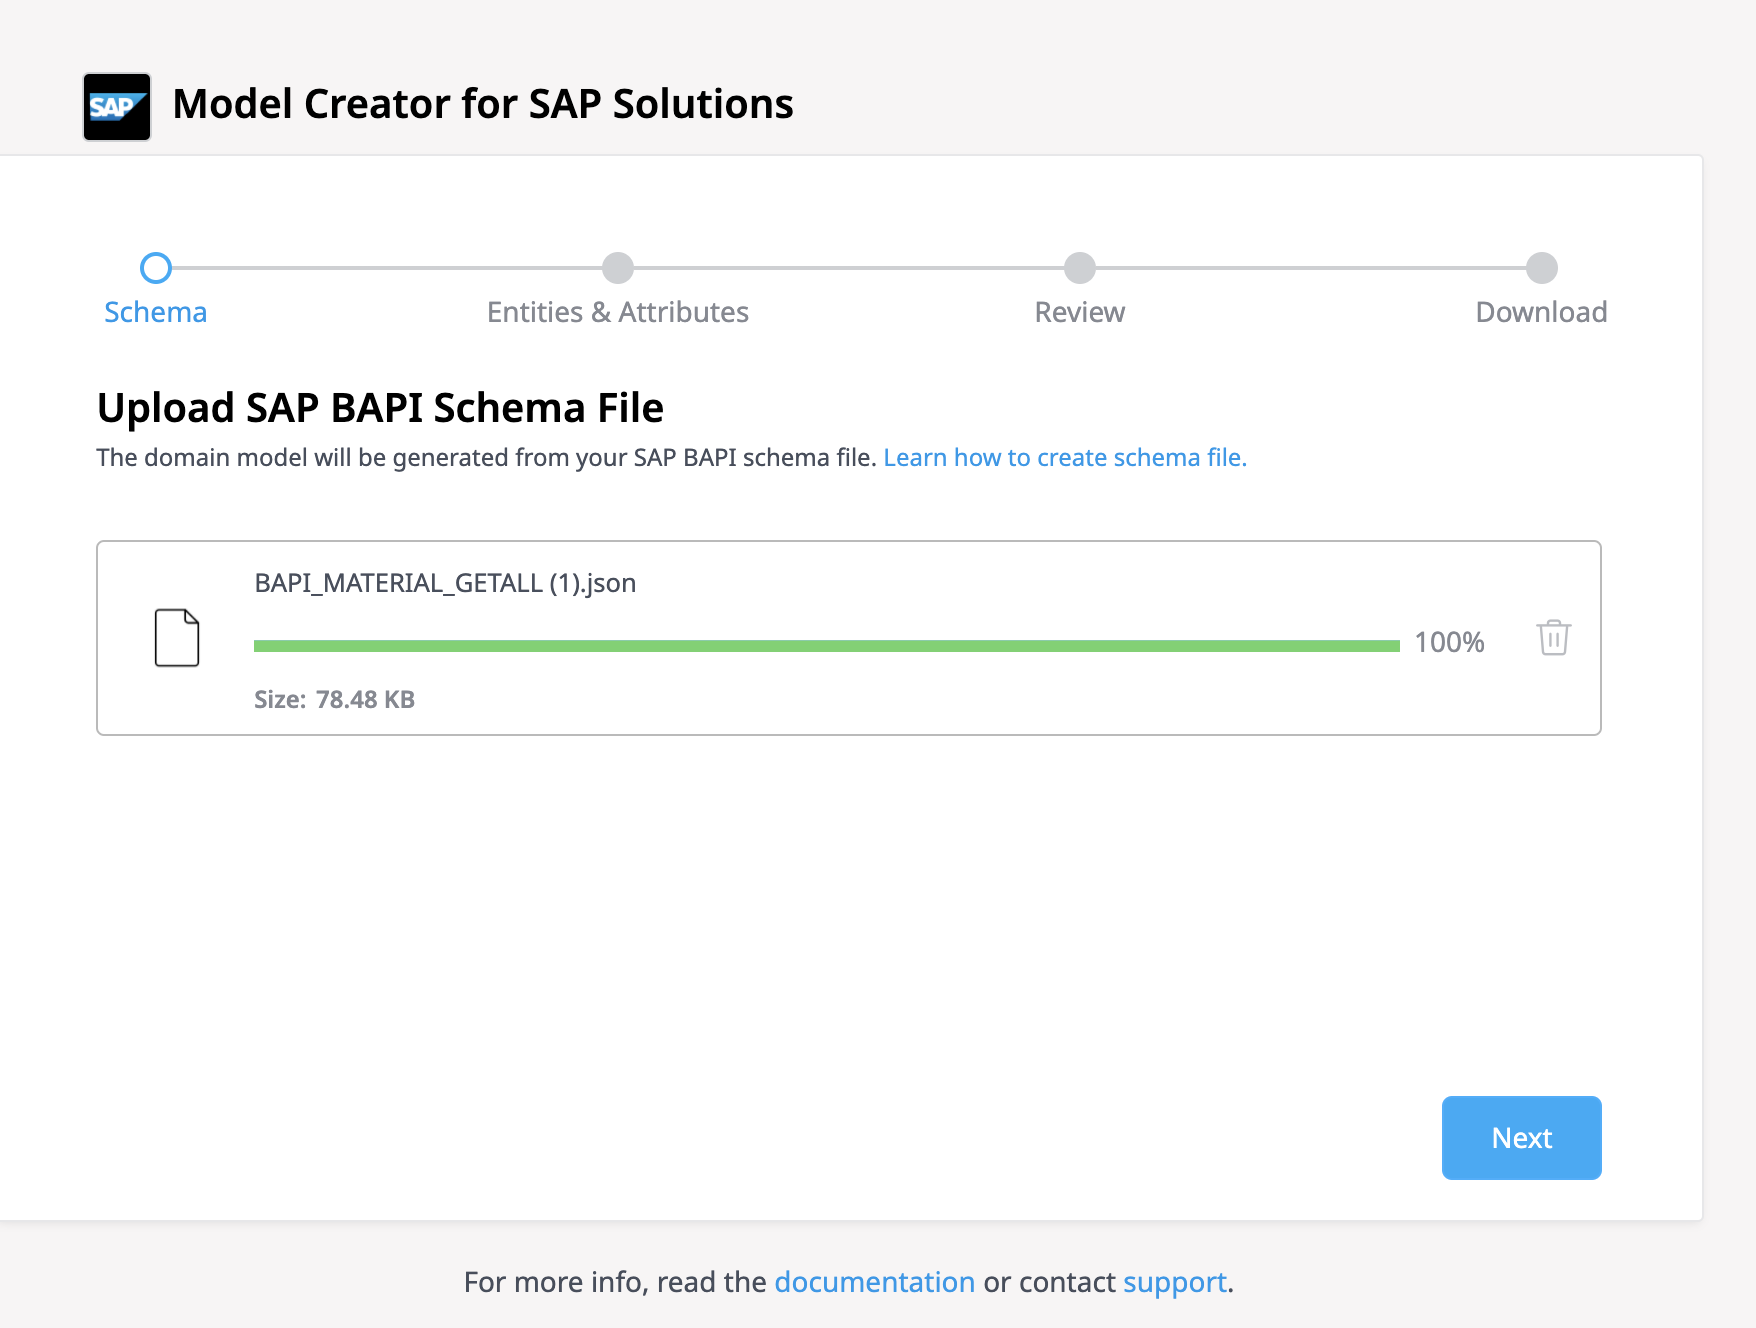 SAP
Model Creator for SAP Solutions
Schema
Entities & Attributes
Review
Download
Upload SAP BAPI Schema File
The domain model will be generated from your SAP BAPI schema file. Learn how to create schema file.
BAPI_MATERIAL_GETALL (1).json
100%
Size: 78.48 KB
Next
For more info, read the documentation or contact support.